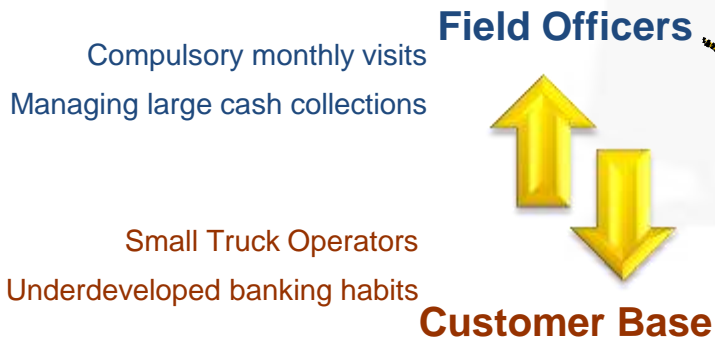 Field Officers
Compulsory monthly visits
Managing large cash collections
Small Truck Operators
Underdeveloped banking habits
Customer Base